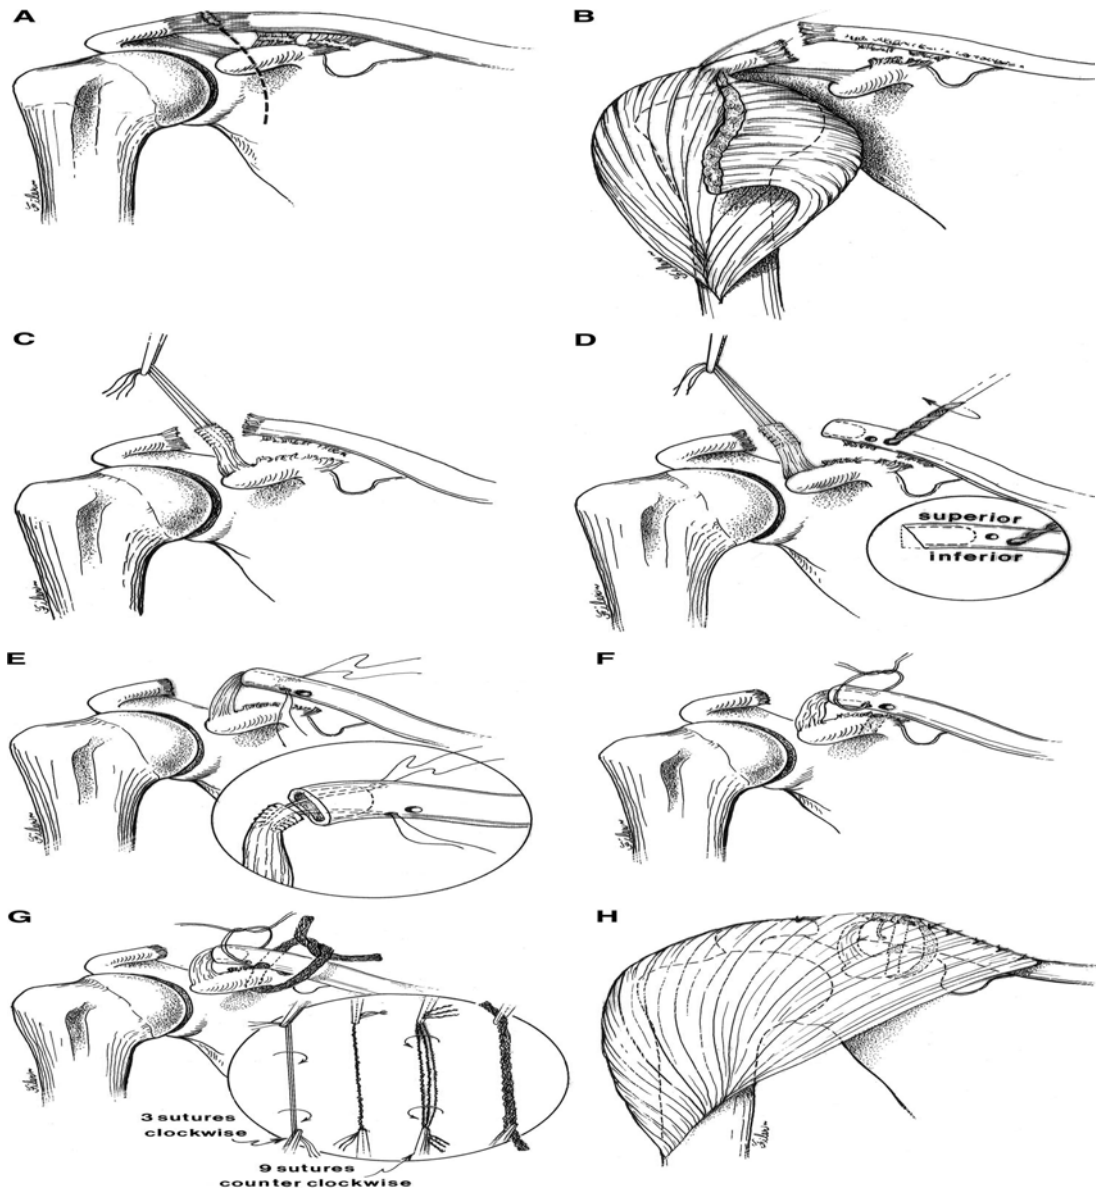 A
B
C
D
superior
inferior
E
F
G
3 sutures
clockwise
9 sutures
counter clockwise
H